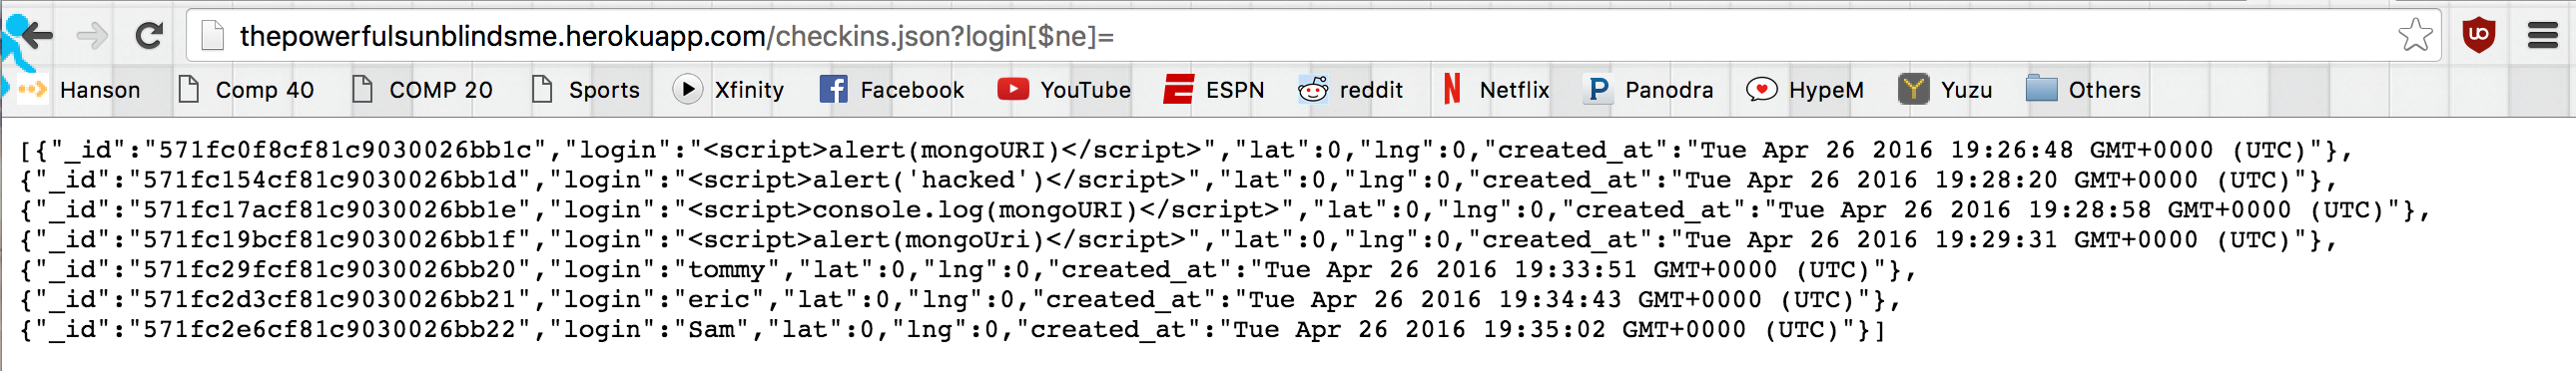 thepowerfulsunblindsme.herokuapp.com/checkins.json?login[$ne]=
Hanson Comp 40 COMP 20 Sports Xfinity Facebook YouTube ESPN reddit Netflix Panodra HypeM Yuzu Others
[{"_id":"571fc0f8cf81c9030026bb1c","login":"<script>alert(mongoURI)</script>","lat":0,"lng":0,"created_at":"Tue Apr 26 2016 19:26:48 GMT+0000 (UTC)"},
{"_id":"571fc154cf81c9030026bb1d","login":"<script>alert('hacked')</script>","lat":0,"lng":0,"created_at":"Tue Apr 26 2016 19:28:20 GMT+0000 (UTC)"},
{"_id":"571fc17acf81c9030026bb1e","login":"<script>console.log(mongoURI)</script>","lat":0,"lng":0,"created_at":"Tue Apr 26 2016 19:28:58 GMT+0000 (UTC)"},
{"_id":"571fc19bcf81c9030026bb1f","login":"<script>alert(mongoUri)</script>","lat":0,"lng":0,"created_at":"Tue Apr 26 2016 19:29:31 GMT+0000 (UTC)"},
{"_id":"571fc29fcf81c9030026bb20","login":"tommy","lat":0,"lng":0,"created_at":"Tue Apr 26 2016 19:33:51 GMT+0000 (UTC)"},
{"_id":"571fc2d3cf81c9030026bb21","login":"eric","lat":0,"lng":0,"created_at":"Tue Apr 26 2016 19:34:43 GMT+0000 (UTC)"},
{"_id":"571fc2e6cf81c9030026bb22","login":"Sam","lat":0,"lng":0,"created_at":"Tue Apr 26 2016 19:35:02 GMT+0000 (UTC)"}]